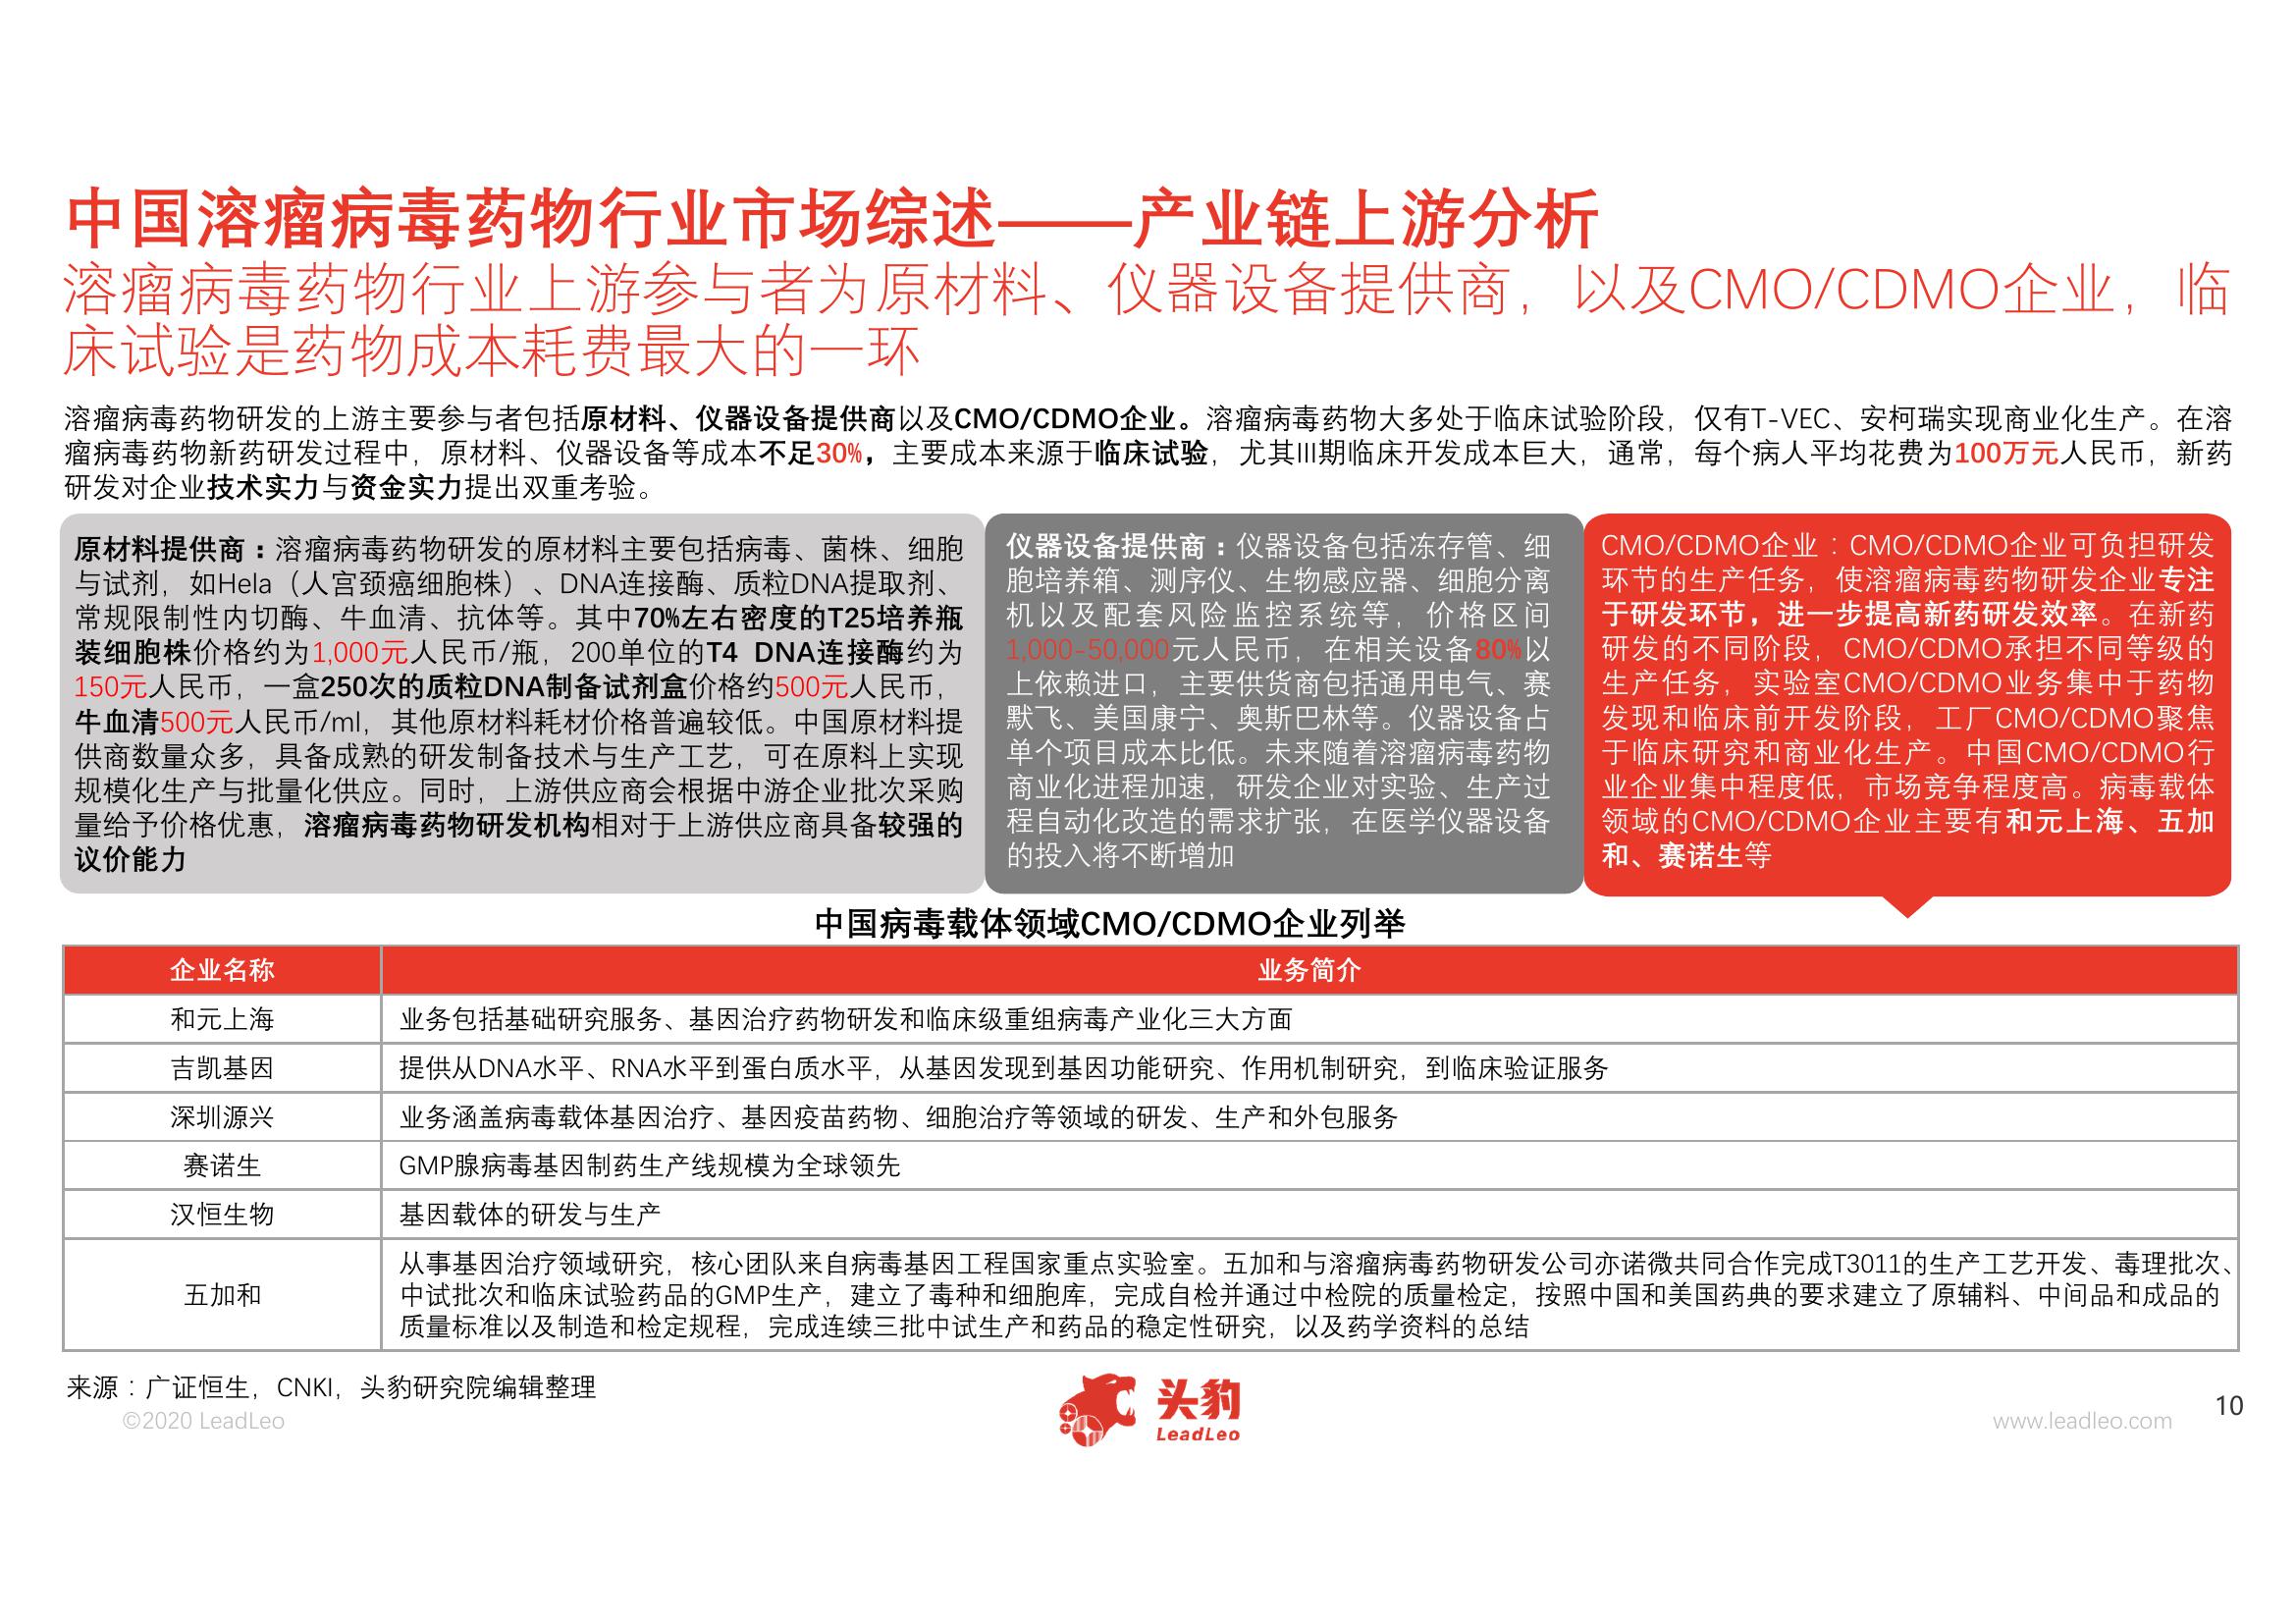 中国溶瘤病毒药物行业市场综述——产业链上游分析
溶瘤病毒药物行业上游参与者为原材料、仪器设备提供商，以及CMO/CDMO企业，临
床试验是药物成本耗费最大的一环
溶瘤病毒药物研发的上游主要参与者包括原材料、仪器设备提供商以及CMO/CDMO企业。溶瘤病毒药物大多处于临床试验阶段，仅有T-VEC、安柯瑞实现商业化生产。在溶
瘤病毒药物新药研发过程中，原材料、仪器设备等成本不足30%，主要成本来源于临床试验，尤其III期临床开发成本巨大，通常，每个病人平均花费为100万元人民币，新药
研发对企业技术实力与资金实力提出双重考验。
原材料提供商：溶瘤病毒药物研发的原材料主要包括病毒、菌株、细胞
与试剂，如Hela（人宫颈癌细胞株）、DNA连接酶、质粒DNA提取剂、
常规限制性内切酶、牛血清、抗体等。其中70%左右密度的T25培养瓶
装细胞株价格约为1,000元人民币/瓶，200单位的T4 DNA连接酶约为
150元人民币，一盒250次的质粒DNA制备试剂盒价格约500元人民币，
牛血清500元人民币/ml，其他原材料耗材价格普遍较低。中国原材料提
供商数量众多，具备成熟的研发制备技术与生产工艺，可在原料上实现
规模化生产与批量化供应。同时，上游供应商会根据中游企业批次采购
量给予价格优惠，溶瘤病毒药物研发机构相对于上游供应商具备较强的
议价能力
仪器设备提供商：仪器设备包括冻存管、细
胞培养箱、测序仪、生物感应器、细胞分离
机以及配套风险监控系统等，价格区间
1,000-50,000元人民币，在相关设备80%以
上依赖进口，主要供货商包括通用电气、赛
默飞、美国康宁、奥斯巴林等。仪器设备占
单个项目成本比低。未来随着溶瘤病毒药物
商业化进程加速，研发企业对实验、生产过
程自动化改造的需求扩张，在医学仪器设备
的投入将不断增加
CMO/CDMO企业：CMO/CDMO企业可负担研发
环节的生产任务，使溶瘤病毒药物研发企业专注
于研发环节，进一步提高新药研发效率。在新药
研发的不同阶段，CMO/CDMO承担不同等级的
生产任务，实验室CMO/CDMO业务集中于药物
发现和临床前开发阶段，工厂CMO/CDMO聚焦
于临床研究和商业化生产。中国CMO/CDMO行
业企业集中程度低，市场竞争程度高。病毒载体
领域的CMO/CDMO企业主要有和元上海、五加
和、赛诺生等
中国病毒载体领域CMO/CDMO企业列举
企业名称 业务简介
和元上海 业务包括基础研究服务、基因治疗药物研发和临床级重组病毒产业化三大方面
吉凯基因 提供从DNA水平、RNA水平到蛋白质水平，从基因发现到基因功能研究、作用机制研究，到临床验证服务
深圳源兴 业务涵盖病毒载体基因治疗、基因疫苗药物、细胞治疗等领域的研发、生产和外包服务
赛诺生 GMP腺病毒基因制药生产线规模为全球领先
汉恒生物 基因载体的研发与生产
五加和
从事基因治疗领域研究，核心团队来自病毒基因工程国家重点实验室。五加和与溶瘤病毒药物研发公司亦诺微共同合作完成T3011的生产工艺开发、毒理批次、
中试批次和临床试验药品的GMP生产，建立了毒种和细胞库，完成自检并通过中检院的质量检定，按照中国和美国药典的要求建立了原辅料、中间品和成品的
质量标准以及制造和检定规程，完成连续三批中试生产和药品的稳定性研究，以及药学资料的总结
来源：广证恒生，CNKI，头豹研究院编辑整理
©2020 LeadLeo
头豹
LeadLeo
www.leadleo.com
10